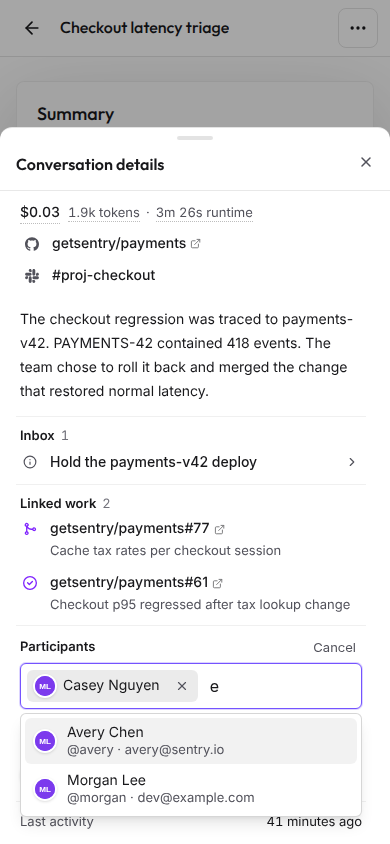 Checkout latency triage
Summary
Conversation details
$0.03 1.9k tokens · 3m 26s runtime
getsentry/payments
#proj-checkout
The checkout regression was traced to payments-
v42. PAYMENTS-42 contained 418 events. The
team chose to roll it back and merged the change
that restored normal latency.
Inbox 1
Hold the payments-v42 deploy
Linked work 2
getsentry/payments#77
Cache tax rates per checkout session
getsentry/payments#61
Checkout p95 regressed after tax lookup change
Participants Cancel
ML Casey Nguyen e
ML Avery Chen
@avery · avery@sentry.io
ML Morgan Lee
@morgan · dev@example.com
Last activity 41 minutes ago